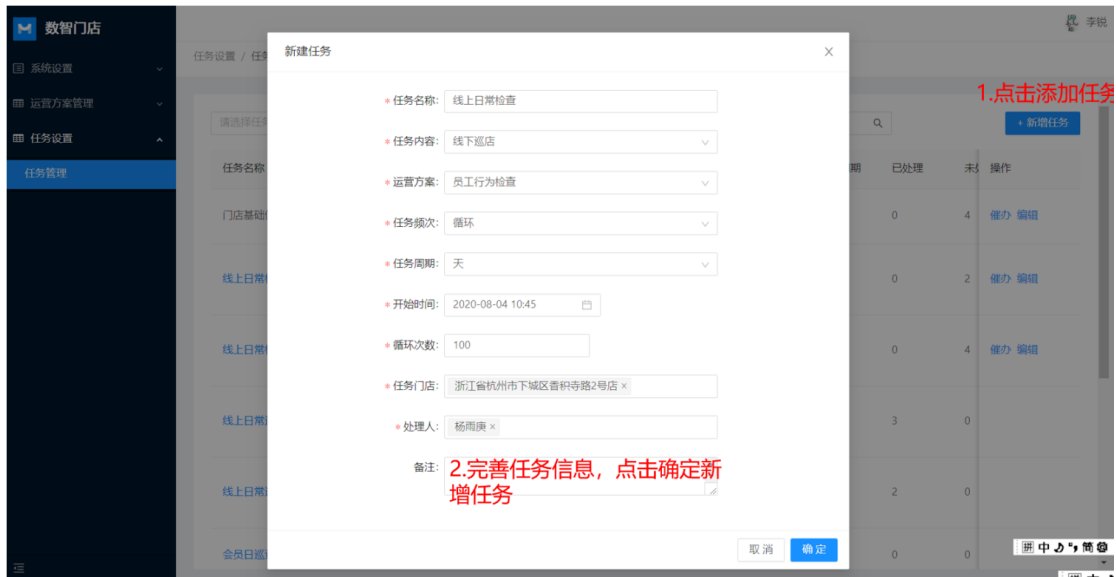 数智门店
李锐
系统设置
运营方案管理
任务设置
任务管理
任务设置 / 任务
1.点击添加任务
请选择任务
+ 新增任务
任务名称
期
已处理
未处
操作
门店基础
0
4
催办 编辑
线上日常
0
2
催办 编辑
线上日常
0
4
催办 编辑
线上日常
3
0
线上日常
2
0
会员日巡
0
0
新建任务
* 任务名称: 线上日常检查
* 任务内容: 线下巡店
* 运营方案: 员工行为检查
* 任务频次: 循环
* 任务周期: 天
* 开始时间: 2020-08-04 10:45
* 循环次数: 100
* 任务门店: 浙江省杭州市下城区香积寺路2号店 ×
* 处理人: 杨雨庚 ×
备注:
2.完善任务信息，点击确定新
增任务
取 消
确 定
拼 中 简